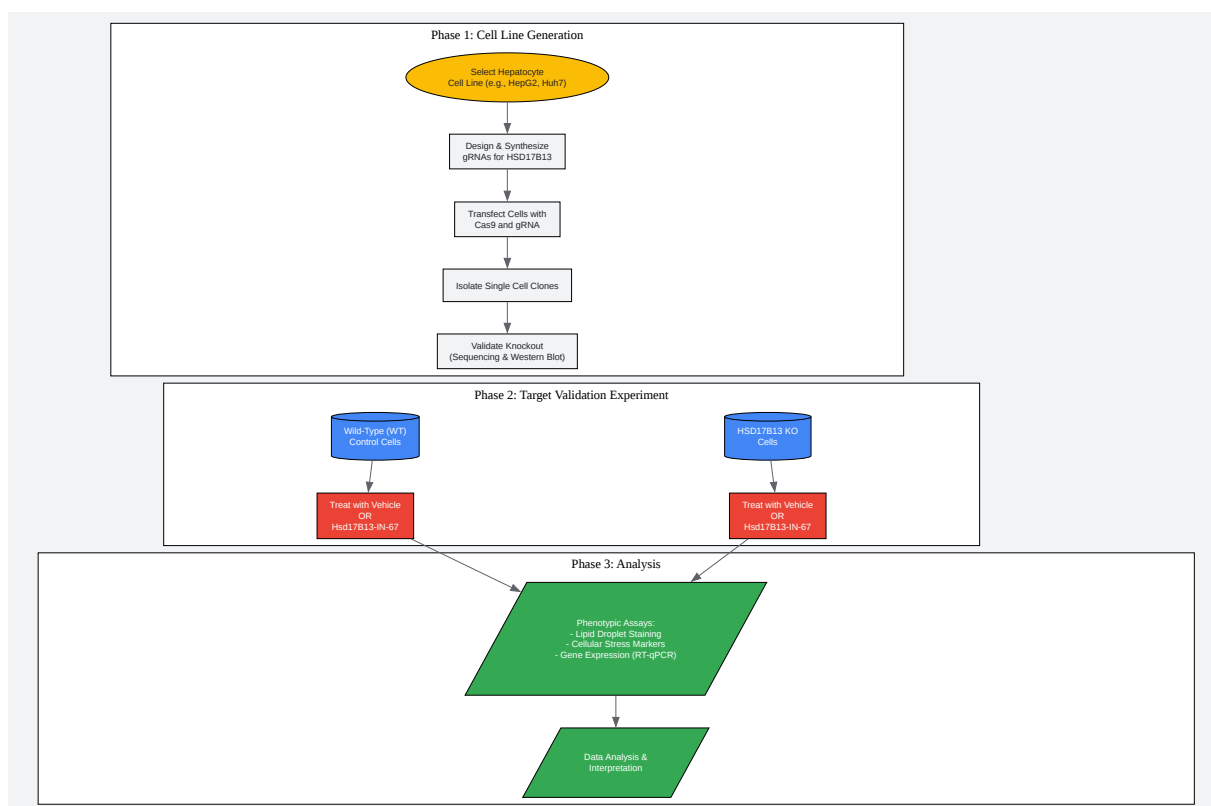 Phase 1: Cell Line Generation
Select Hepatocyte
Cell Line (e.g., HepG2, Huh7)
Design & Synthesize
gRNAs for HSD17B13
Transfect Cells with
Cas9 and gRNA
Isolate Single Cell Clones
Validate Knockout
(Sequencing & Western Blot)
Phase 2: Target Validation Experiment
Wild-Type (WT)
Control Cells
HSD17B13 KO
Cells
Treat with Vehicle
OR
Hsd17B13-IN-67
Treat with Vehicle
OR
Hsd17B13-IN-67
Phase 3: Analysis
Phenotypic Assays:
- Lipid Droplet Staining
- Cellular Stress Markers
- Gene Expression (RT-qPCR)
Data Analysis &
Interpretation